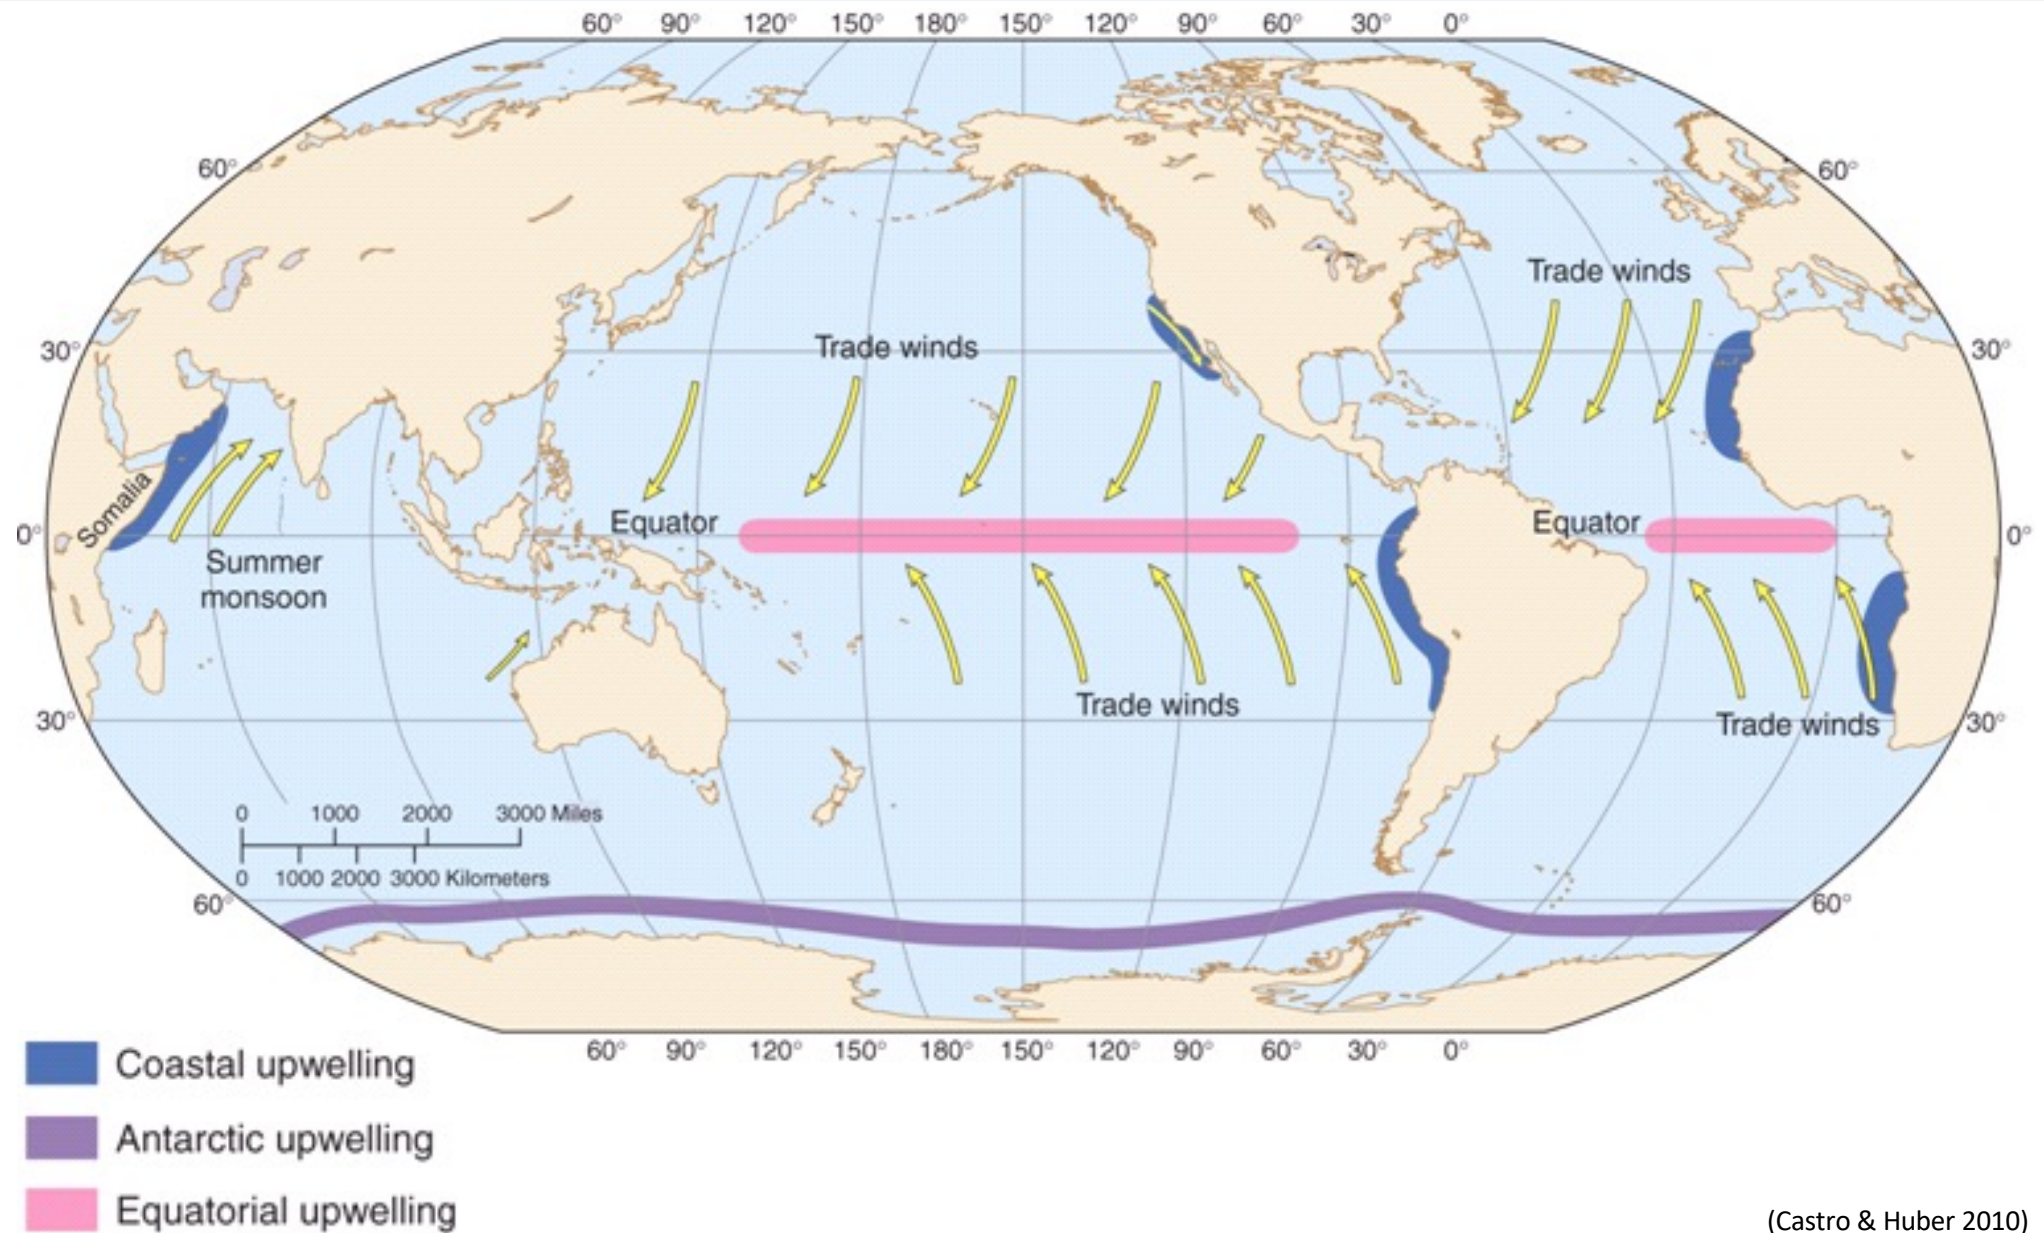 60° 90° 120° 150° 180° 150° 120° 90° 60° 30° 0°
60° 60°
Trade winds
Trade winds
30° 30°
Somalia
Equator Equator
0° 0°
Summer
monsoon
Trade winds
30° Trade winds 30°
0 1000 2000 3000 Miles
0 1000 2000 3000 Kilometers
60° 60°
60° 90° 120° 150° 180° 150° 120° 90° 60° 30° 0°
Coastal upwelling
Antarctic upwelling
Equatorial upwelling
(Castro & Huber 2010)